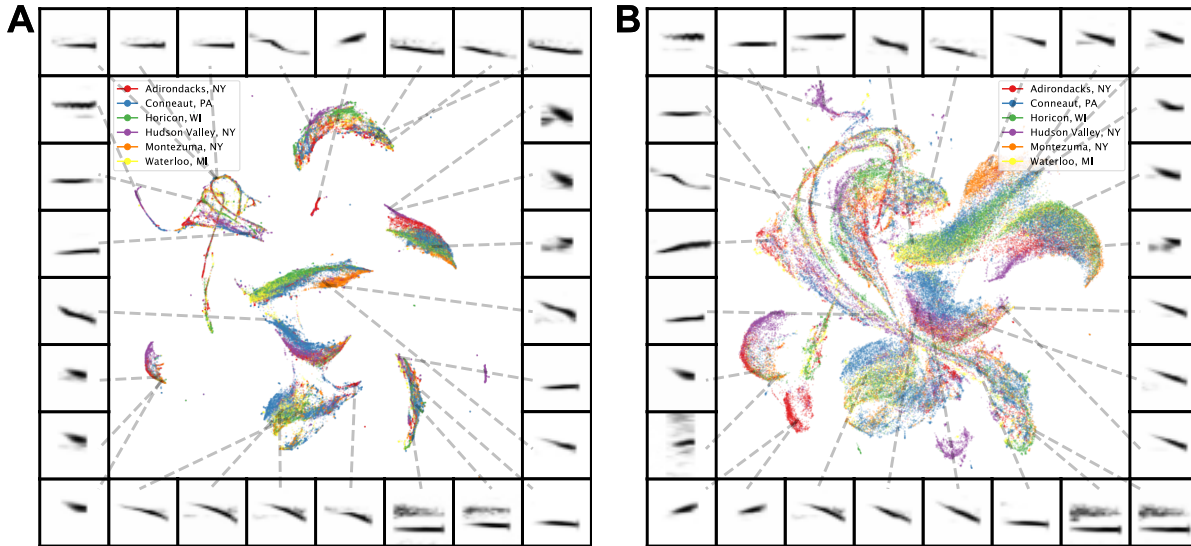 A
Adirondacks, NY
Conneaut, PA
Horicon, WI
Hudson Valley, NY
Montezuma, NY
Waterloo, MI
B
Adirondacks, NY
Conneaut, PA
Horicon, WI
Hudson Valley, NY
Montezuma, NY
Waterloo, MI